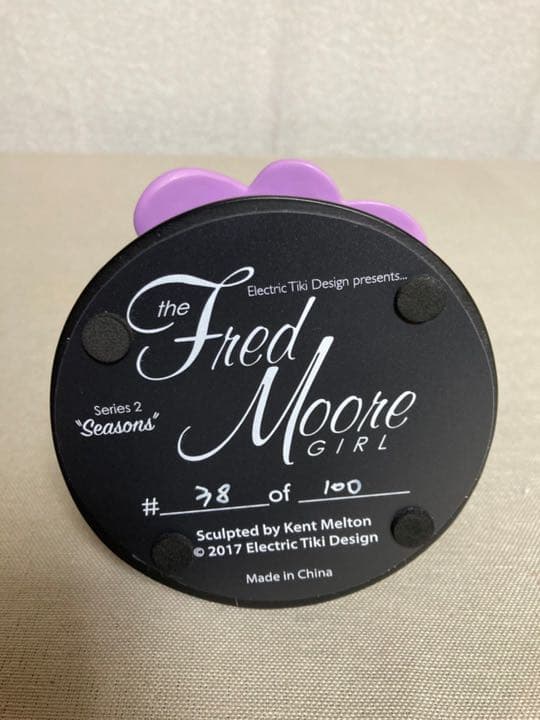 Electric Tiki Design presents...
the
Fred
Moore
GIRL
Series 2
"Seasons"
# 38 of 100
Sculpted by Kent Melton
© 2017 Electric Tiki Design
Made in China